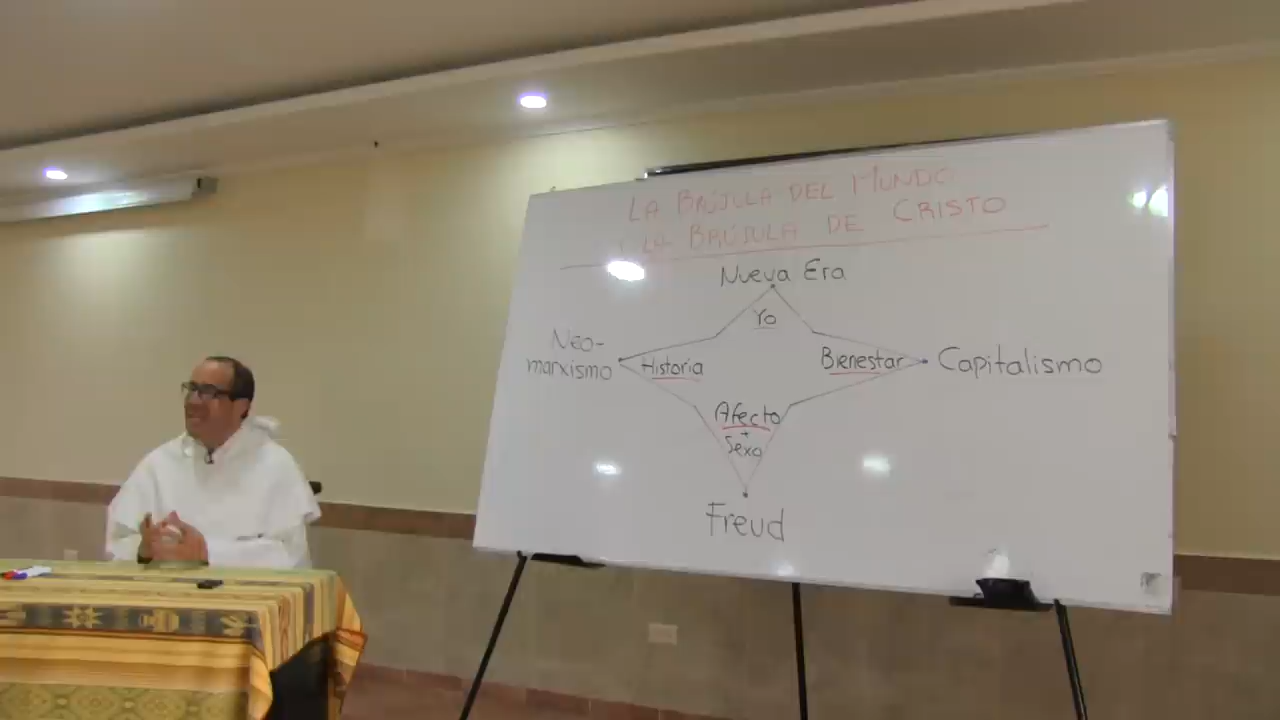 LA BRÚJULA DEL MUNDO
Y LA BRÚJULA DE CRISTO
Nueva Era
Yo
Neo-
marxismo
Historia
Bienestar
Capitalismo
Afecto
+
Sexo
Freud